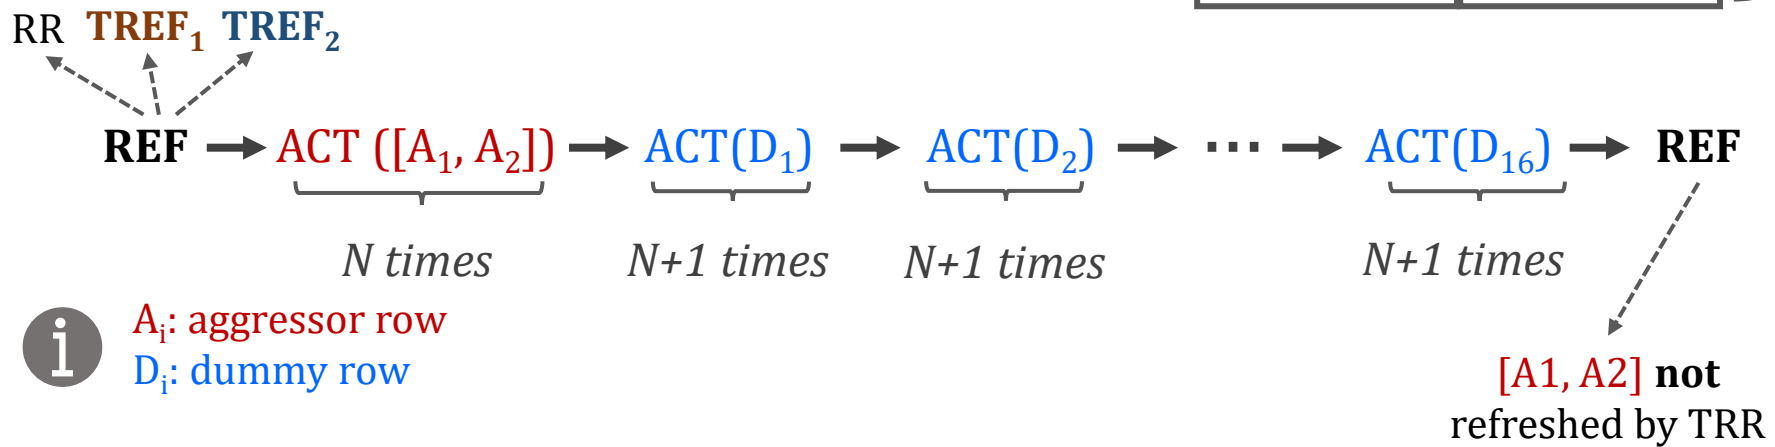 RR TREF₁ TREF₂
REF ACT ([A₁, A₂]) ACT(D₁) ACT(D₂) ... ACT(D₁₆) REF
N times N+1 times N+1 times N+1 times
i
Aᵢ: aggressor row
Dᵢ: dummy row
[A1, A2] not
refreshed by TRR